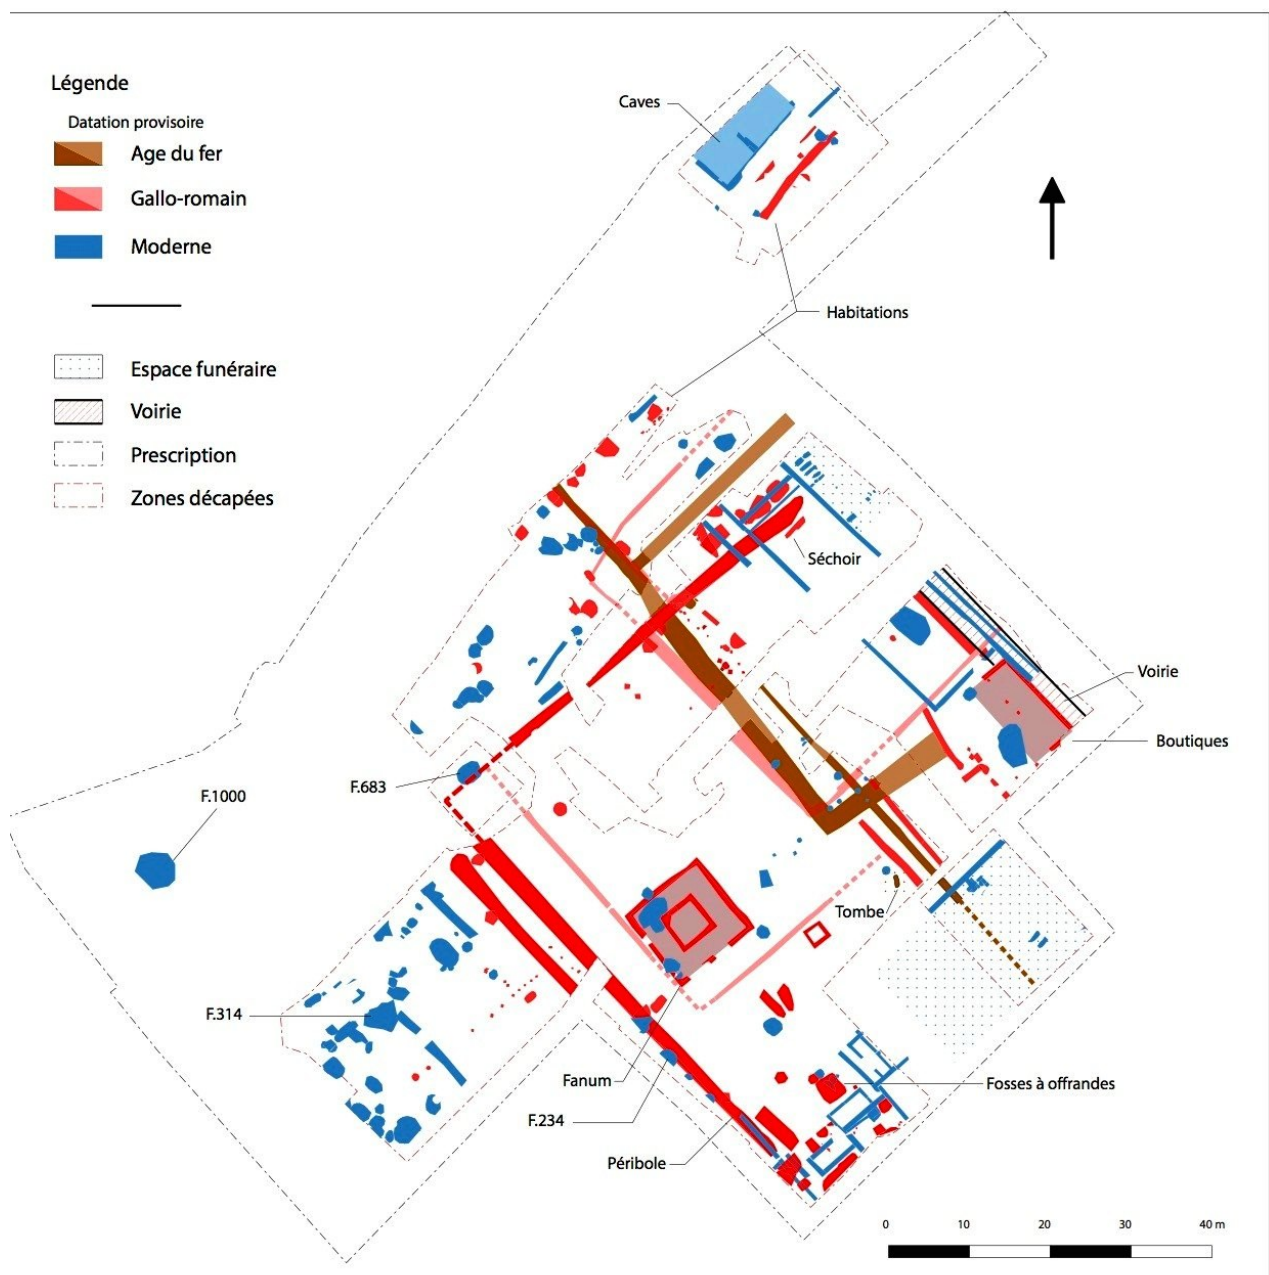 Légende
Datation provisoire
Age du fer
Gallo-romain
Moderne
Espace funéraire
Voirie
Prescription
Zones décapées
Caves
Habitations
Séchoir
Voirie
Boutiques
F.683
F.1000
Tombe
F.314
Fanum
F.234
Péribole
Fosses à offrandes
0 10 20 30 40 m